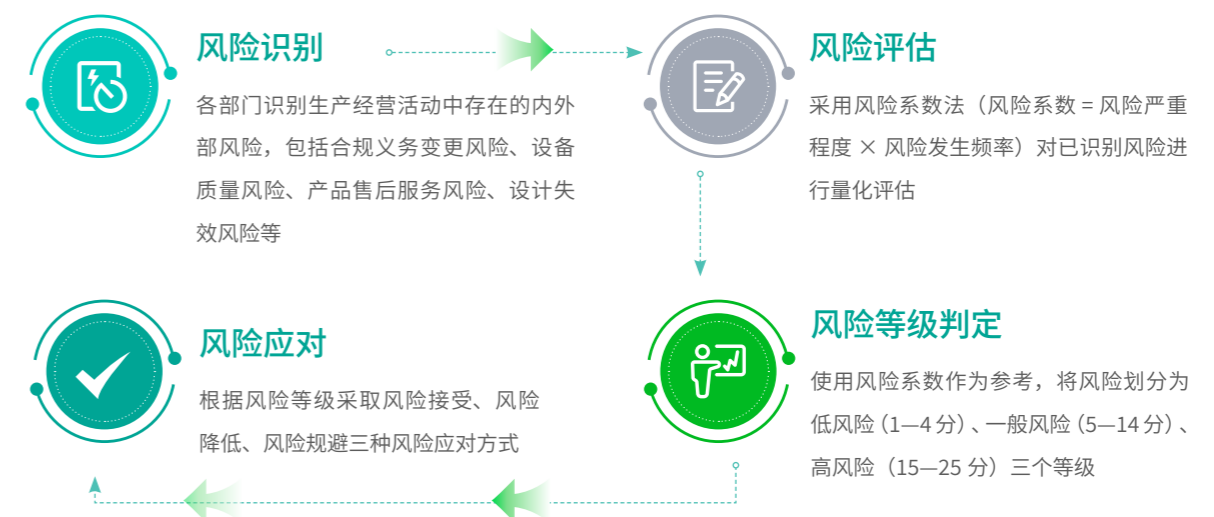 风险识别
各部门识别生产经营活动中存在的内外
部风险，包括合规义务变更风险、设备
质量风险、产品售后服务风险、设计失
效风险等
风险评估
采用风险系数法（风险系数 = 风险严重
程度 × 风险发生频率）对已识别风险进
行量化评估
风险等级判定
使用风险系数作为参考，将风险划分为
低风险（1—4 分）、一般风险（5—14 分）、
高风险（15—25 分）三个等级
风险应对
根据风险等级采取风险接受、风险
降低、风险规避三种风险应对方式